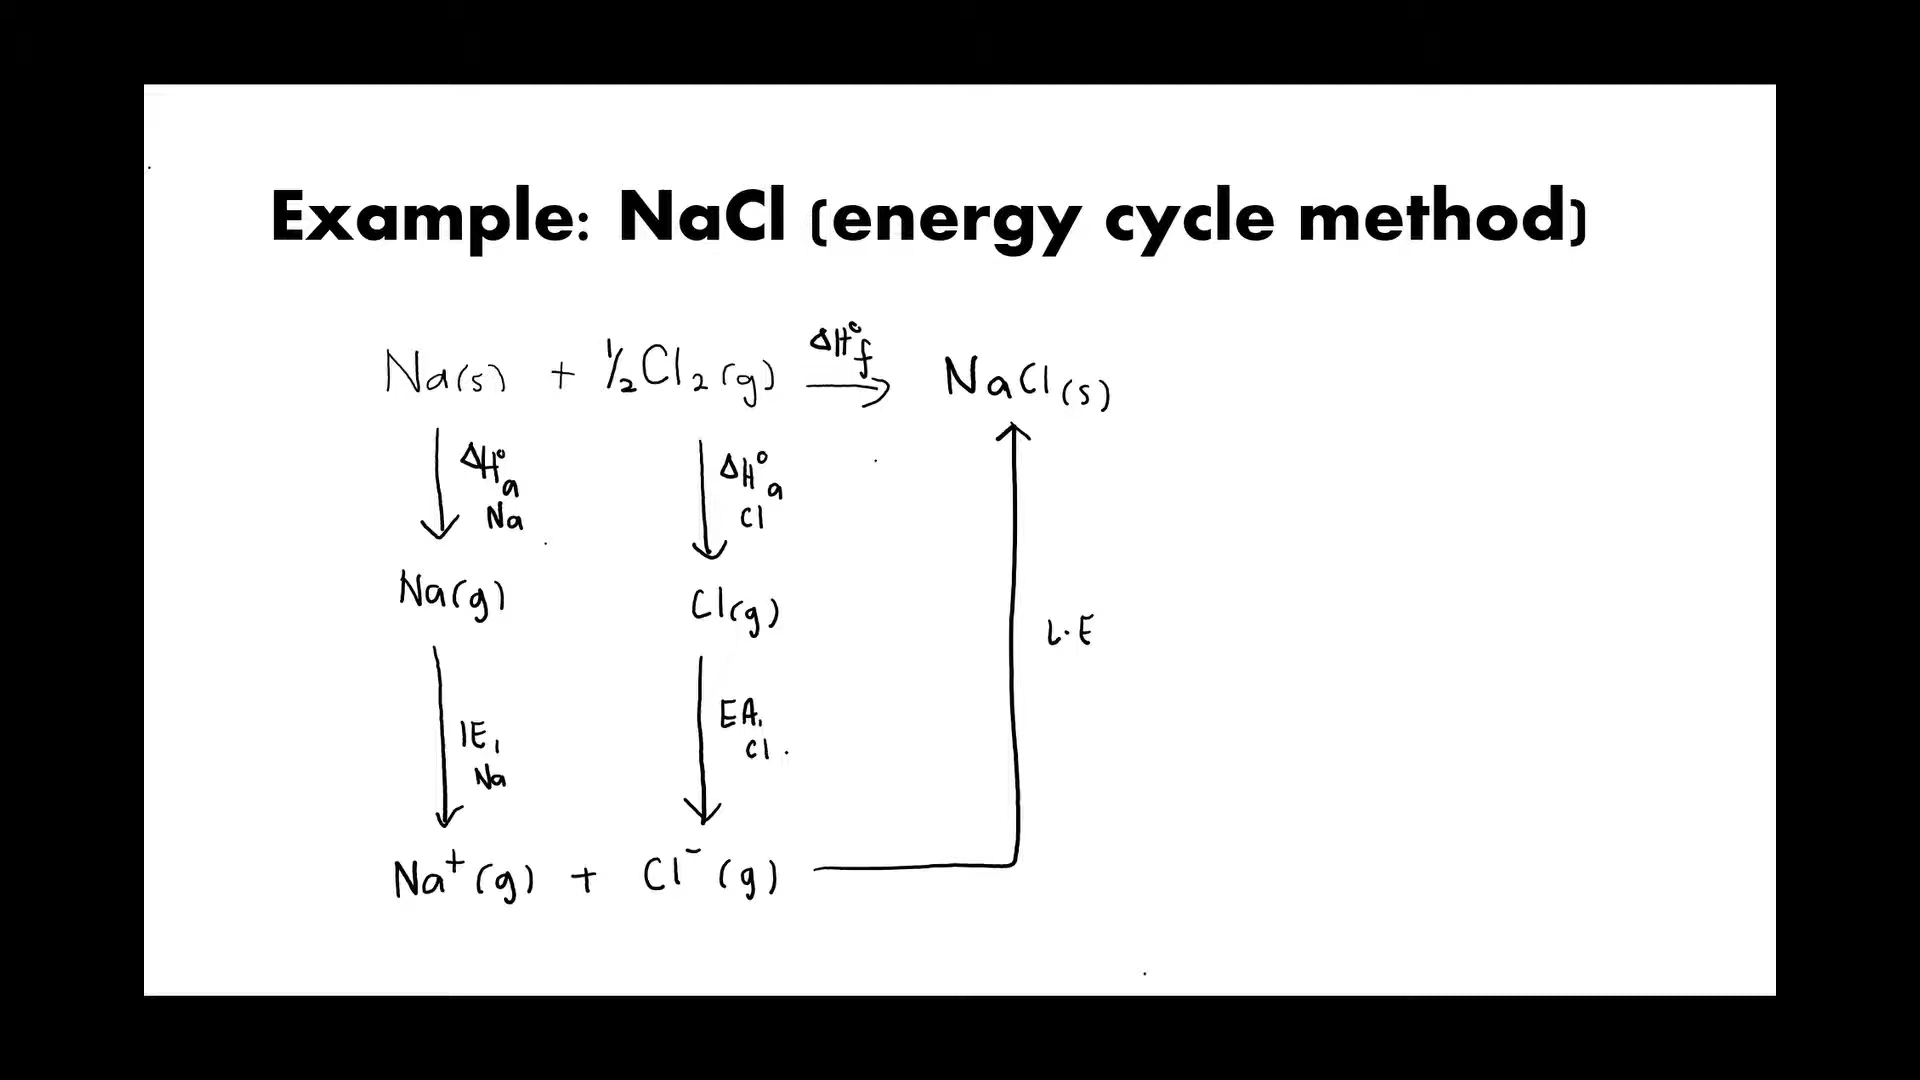 Example: NaCl (energy cycle method)
Na(s) + ½Cl₂(g) ΔH°f → NaCl(s)
ΔH°a Na
ΔH°a Cl
Na(g)
Cl(g)
L.E
IE₁ Na
EA₁ Cl
Na⁺(g) + Cl⁻(g)